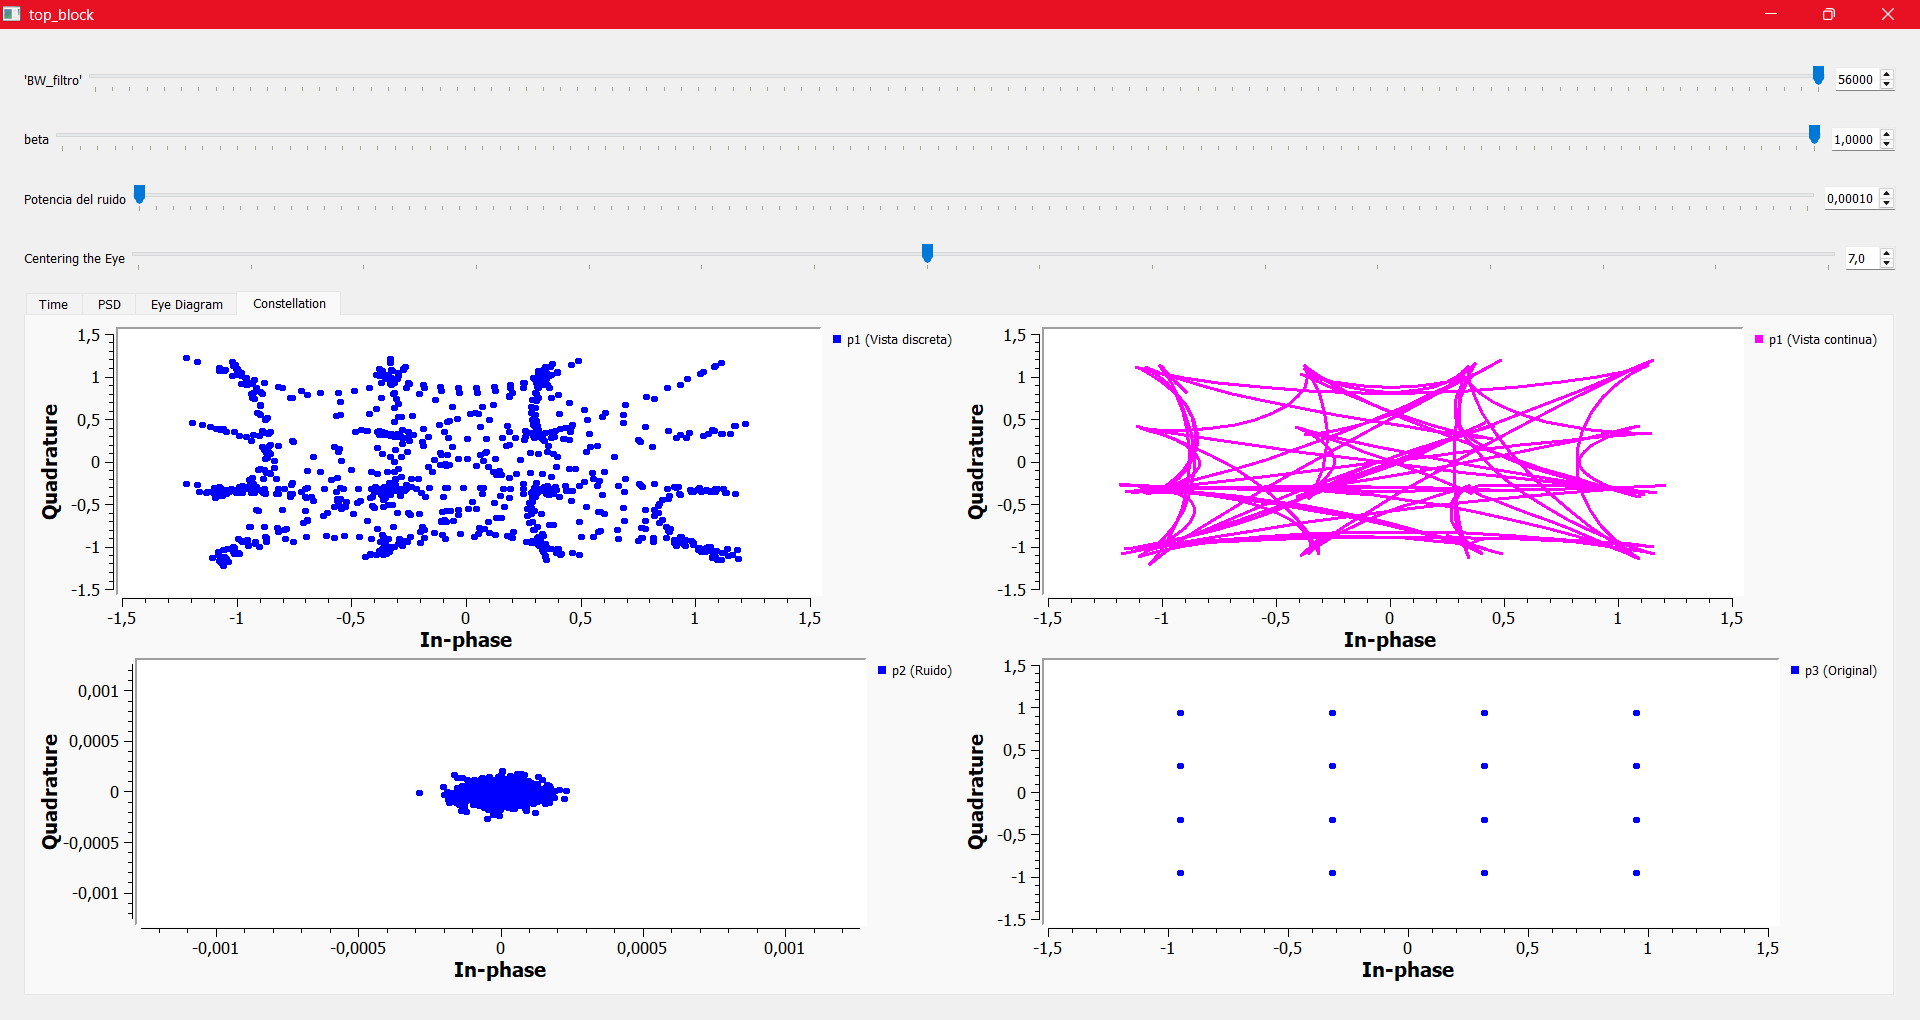 top_block
'BW_filtro' 56000
beta 1,0000
Potencia del ruido 0,00010
Centering the Eye 7,0
Time PSD Eye Diagram Constellation
p1 (Vista discreta)
1,5
1
0,5
0
-0,5
-1
-1.5
Quadrature
-1,5 -1 -0,5 0 0,5 1 1,5
In-phase
p1 (Vista continua)
1,5
1
0,5
0
-0,5
-1
-1.5
Quadrature
-1,5 -1 -0,5 0 0,5 1 1,5
In-phase
p2 (Ruido)
0,001
0,0005
0
-0,0005
-0,001
Quadrature
-0,001 -0,0005 0 0,0005 0,001
In-phase
p3 (Original)
1,5
1
0,5
0
-0,5
-1
-1.5
Quadrature
-1,5 -1 -0,5 0 0,5 1 1,5
In-phase